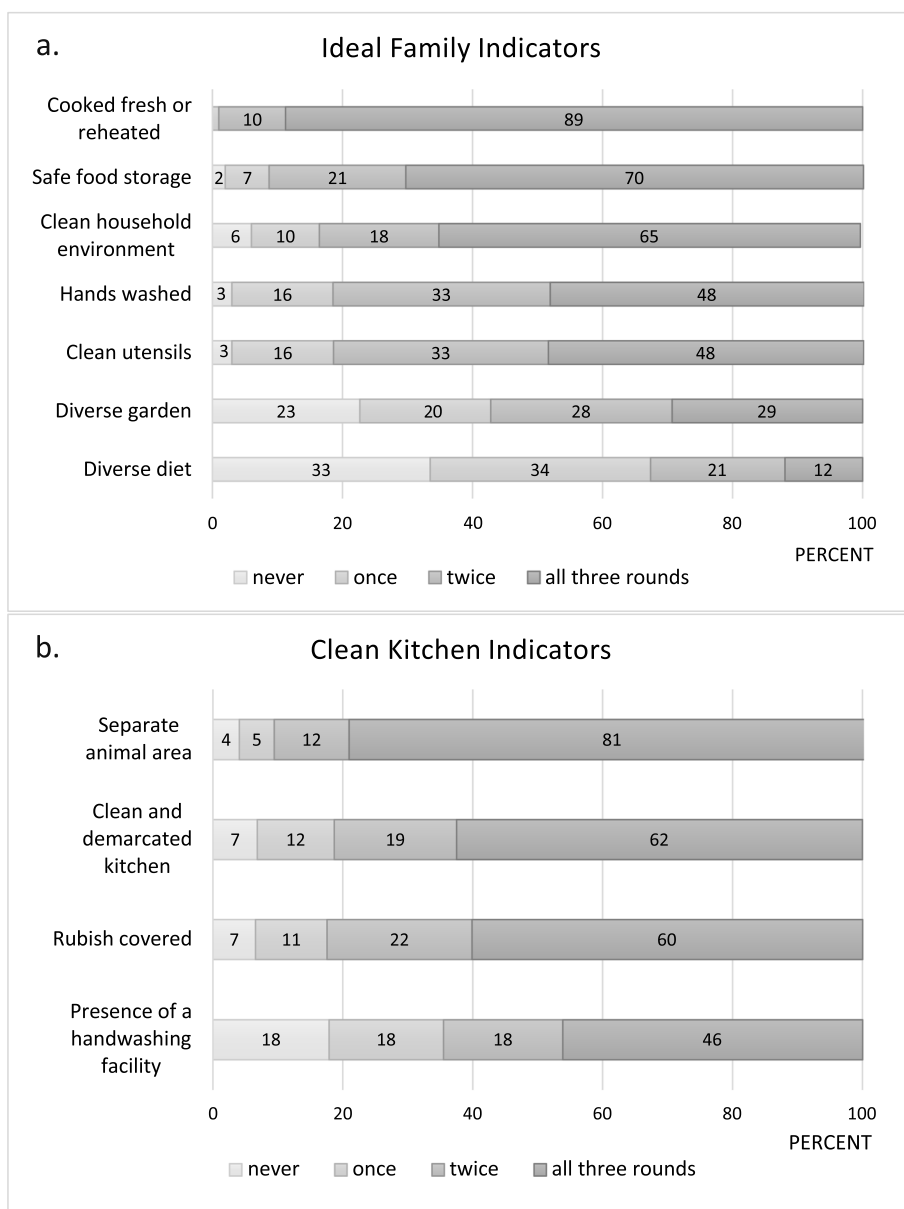 a.
Ideal Family Indicators
Cooked fresh or
reheated
10 89
Safe food storage
2 7 21 70
Clean household
environment
6 10 18 65
Hands washed
3 16 33 48
Clean utensils
3 16 33 48
Diverse garden
23 20 28 29
Diverse diet
33 34 21 12
0 20 40 60 80 100
PERCENT
never once twice all three rounds
b.
Clean Kitchen Indicators
Separate
animal area
4 5 12 81
Clean and
demarcated
kitchen
7 12 19 62
Rubish covered
7 11 22 60
Presence of a
handwashing
facility
18 18 18 46
0 20 40 60 80 100
PERCENT
never once twice all three rounds